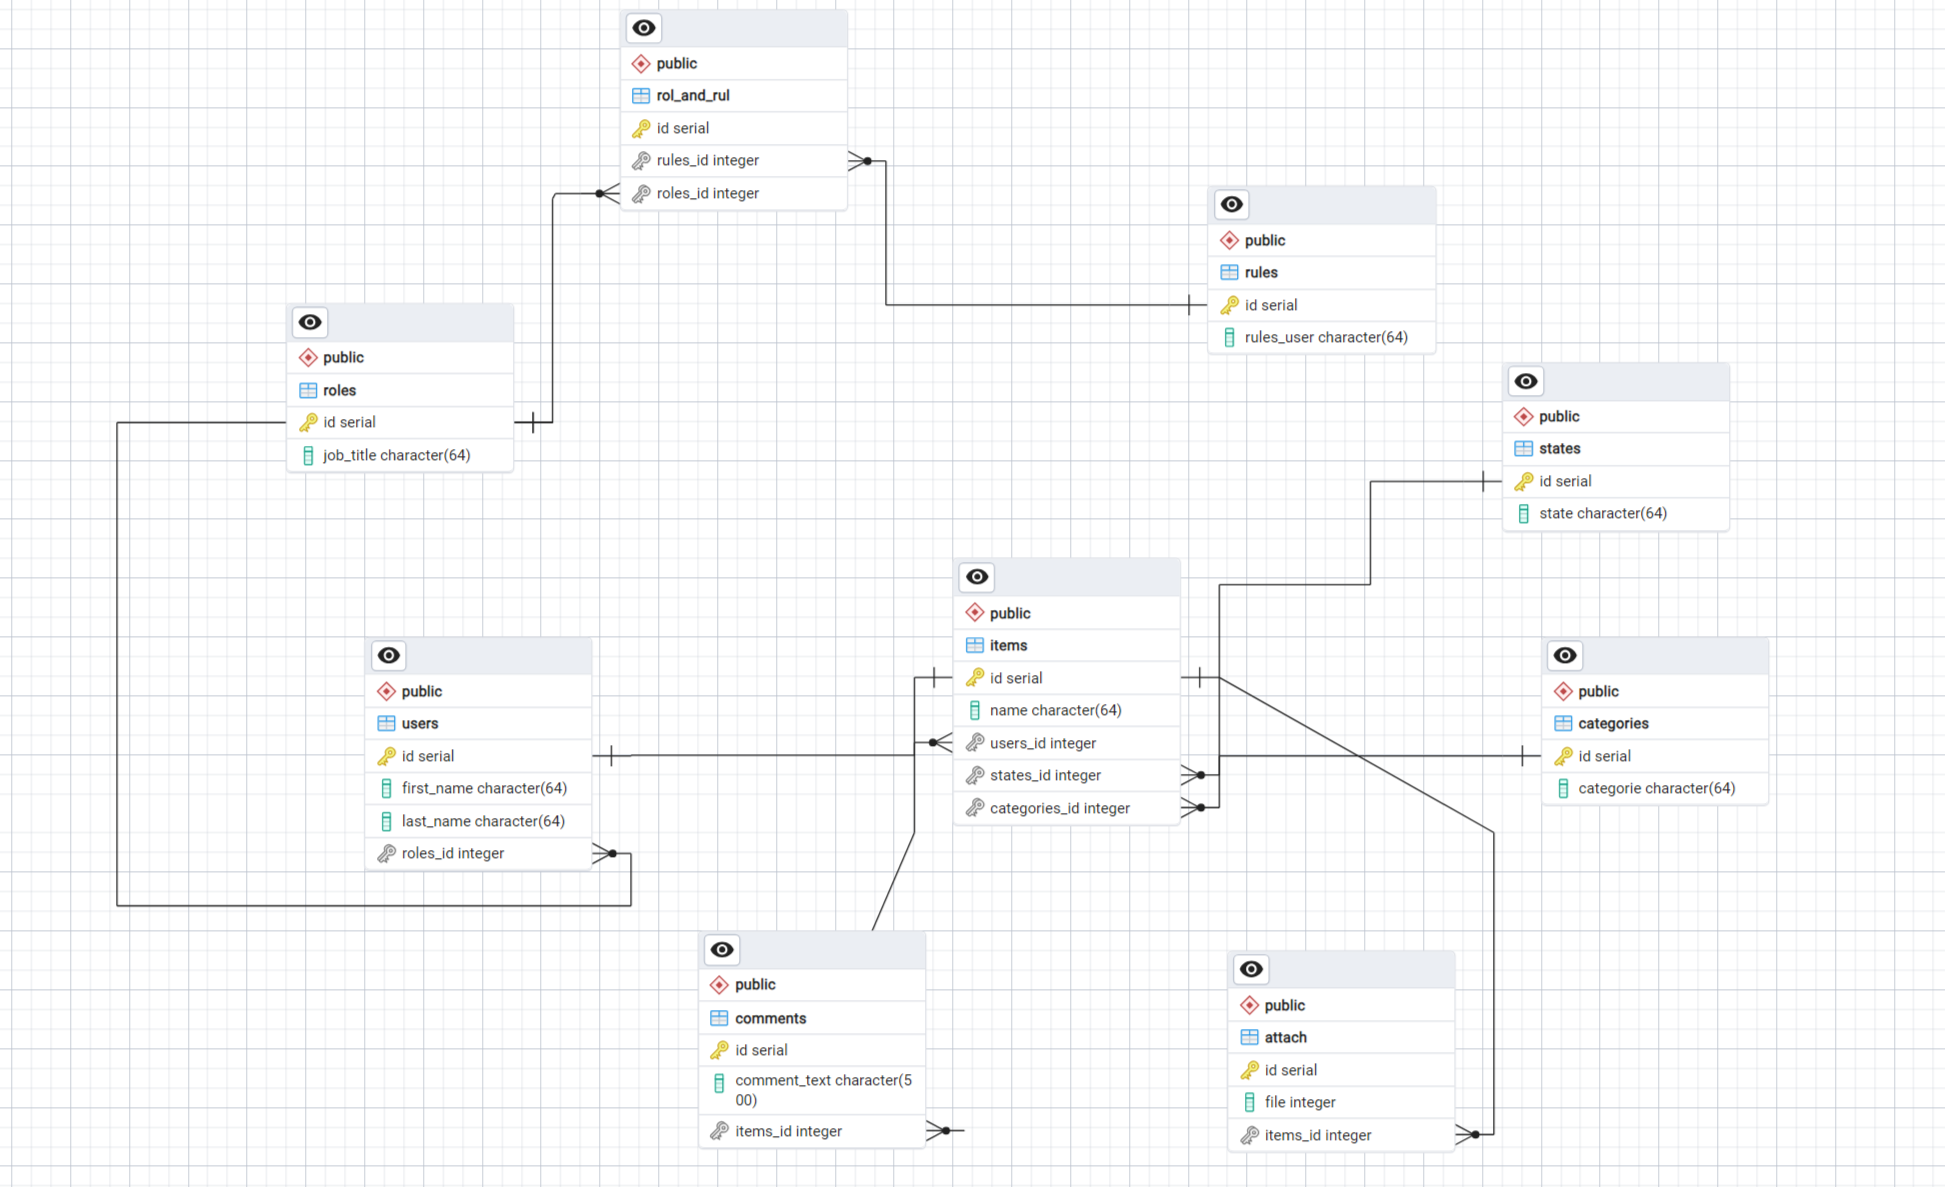 public
rol_and_rul
id serial
rules_id integer
roles_id integer
public
rules
id serial
rules_user character(64)
public
roles
id serial
job_title character(64)
public
states
id serial
state character(64)
public
items
id serial
name character(64)
users_id integer
states_id integer
categories_id integer
public
users
id serial
first_name character(64)
last_name character(64)
roles_id integer
public
categories
id serial
categorie character(64)
public
comments
id serial
comment_text character(5
00)
items_id integer
public
attach
id serial
file integer
items_id integer